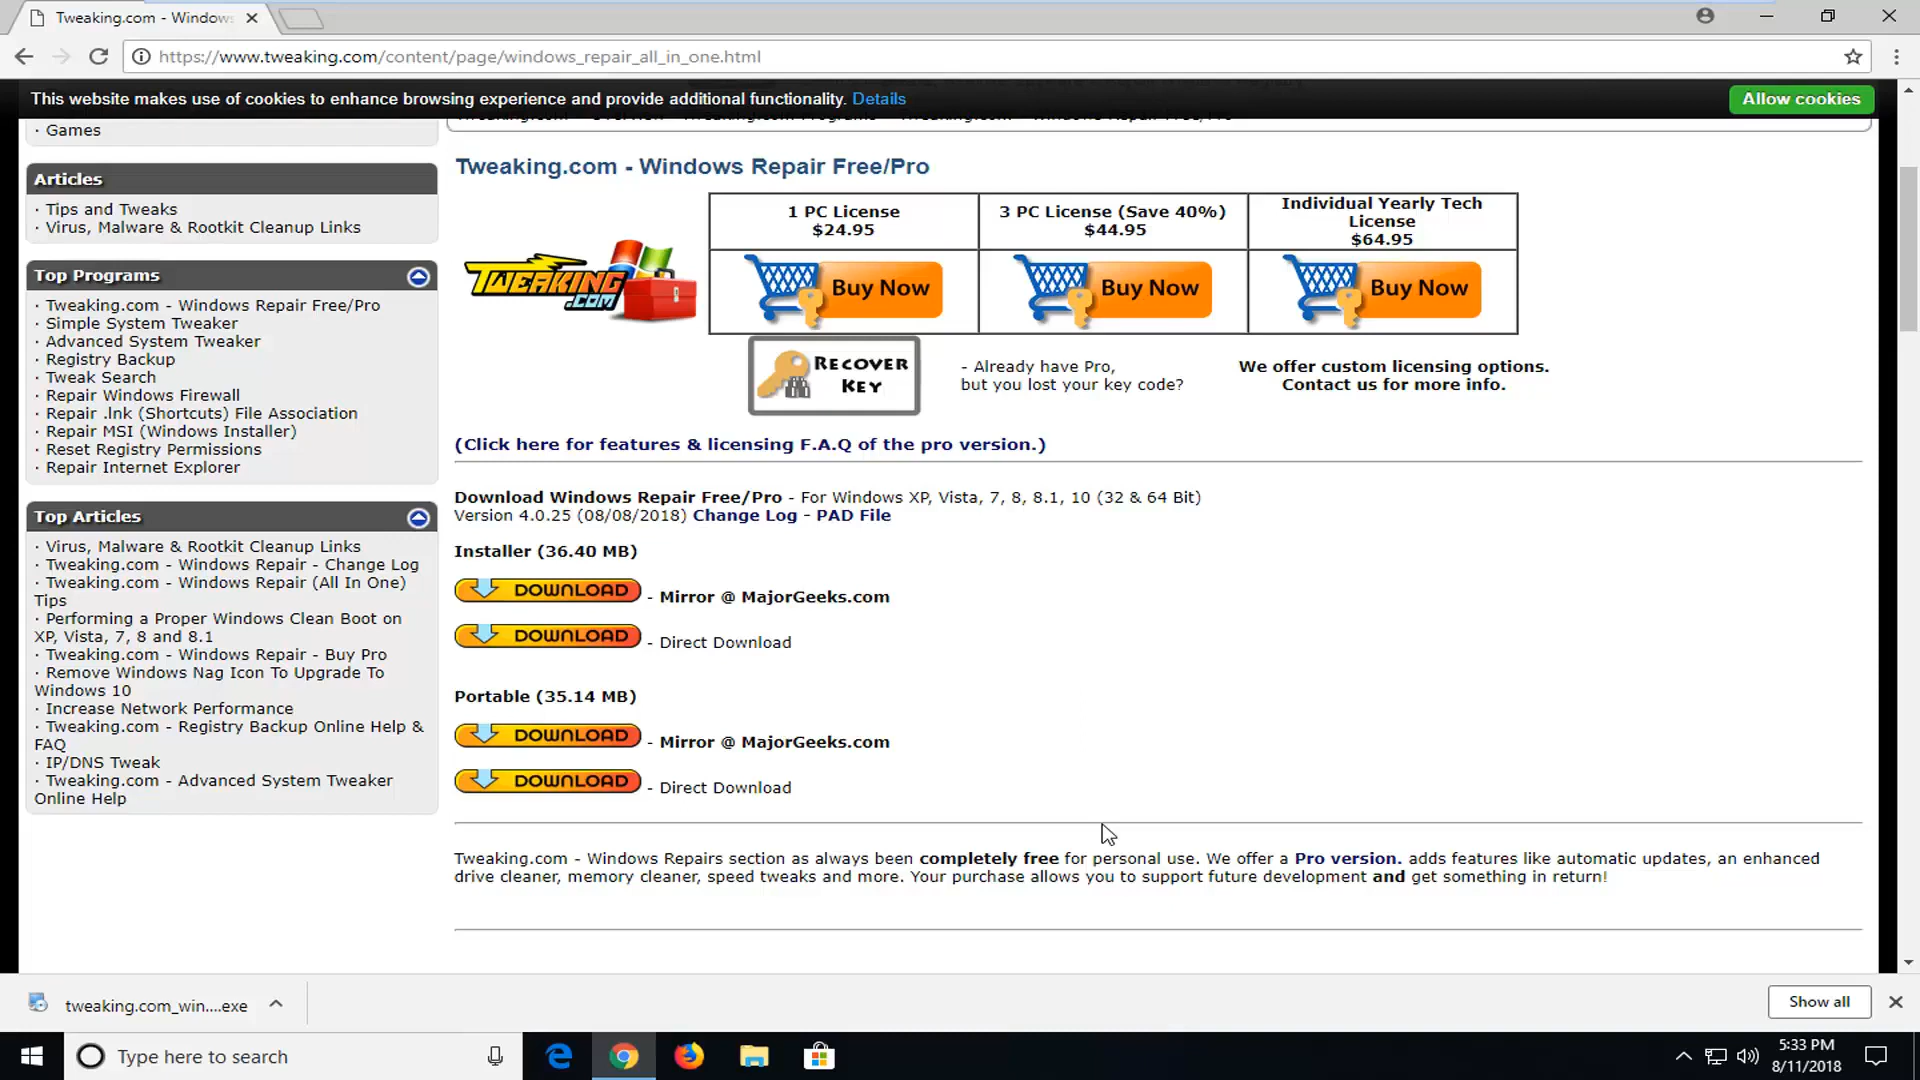 Tweaking.com - Window
https://www.tweaking.com/content/page/windows_repair_all_in_one.html
This website makes use of cookies to enhance browsing experience and provide additional functionality. Details
Allow cookies
· Games
Articles
· Tips and Tweaks
· Virus, Malware & Rootkit Cleanup Links
Top Programs
· Tweaking.com - Windows Repair Free/Pro
· Simple System Tweaker
· Advanced System Tweaker
· Registry Backup
· Tweak Search
· Repair Windows Firewall
· Repair .lnk (Shortcuts) File Association
· Repair MSI (Windows Installer)
· Reset Registry Permissions
· Repair Internet Explorer
Top Articles
· Virus, Malware & Rootkit Cleanup Links
· Tweaking.com - Windows Repair - Change Log
· Tweaking.com - Windows Repair (All In One)
Tips
· Performing a Proper Windows Clean Boot on
XP, Vista, 7, 8 and 8.1
· Tweaking.com - Windows Repair - Buy Pro
· Remove Windows Nag Icon To Upgrade To
Windows 10
· Increase Network Performance
· Tweaking.com - Registry Backup Online Help &
FAQ
· IP/DNS Tweak
· Tweaking.com - Advanced System Tweaker
Online Help
Tweaking.com - Windows Repair Free/Pro
TWEAKING
.COM
1 PC License
$24.95
Buy Now
3 PC License (Save 40%)
$44.95
Buy Now
Individual Yearly Tech
License
$64.95
Buy Now
RECOVER
KEY
- Already have Pro,
but you lost your key code?
We offer custom licensing options.
Contact us for more info.
(Click here for features & licensing F.A.Q of the pro version.)
Download Windows Repair Free/Pro - For Windows XP, Vista, 7, 8, 8.1, 10 (32 & 64 Bit)
Version 4.0.25 (08/08/2018) Change Log - PAD File
Installer (36.40 MB)
DOWNLOAD - Mirror @ MajorGeeks.com
DOWNLOAD - Direct Download
Portable (35.14 MB)
DOWNLOAD - Mirror @ MajorGeeks.com
DOWNLOAD - Direct Download
Tweaking.com - Windows Repairs section as always been completely free for personal use. We offer a Pro version. adds features like automatic updates, an enhanced
drive cleaner, memory cleaner, speed tweaks and more. Your purchase allows you to support future development and get something in return!
tweaking.com_win....exe
Show all
Type here to search
5:33 PM
8/11/2018